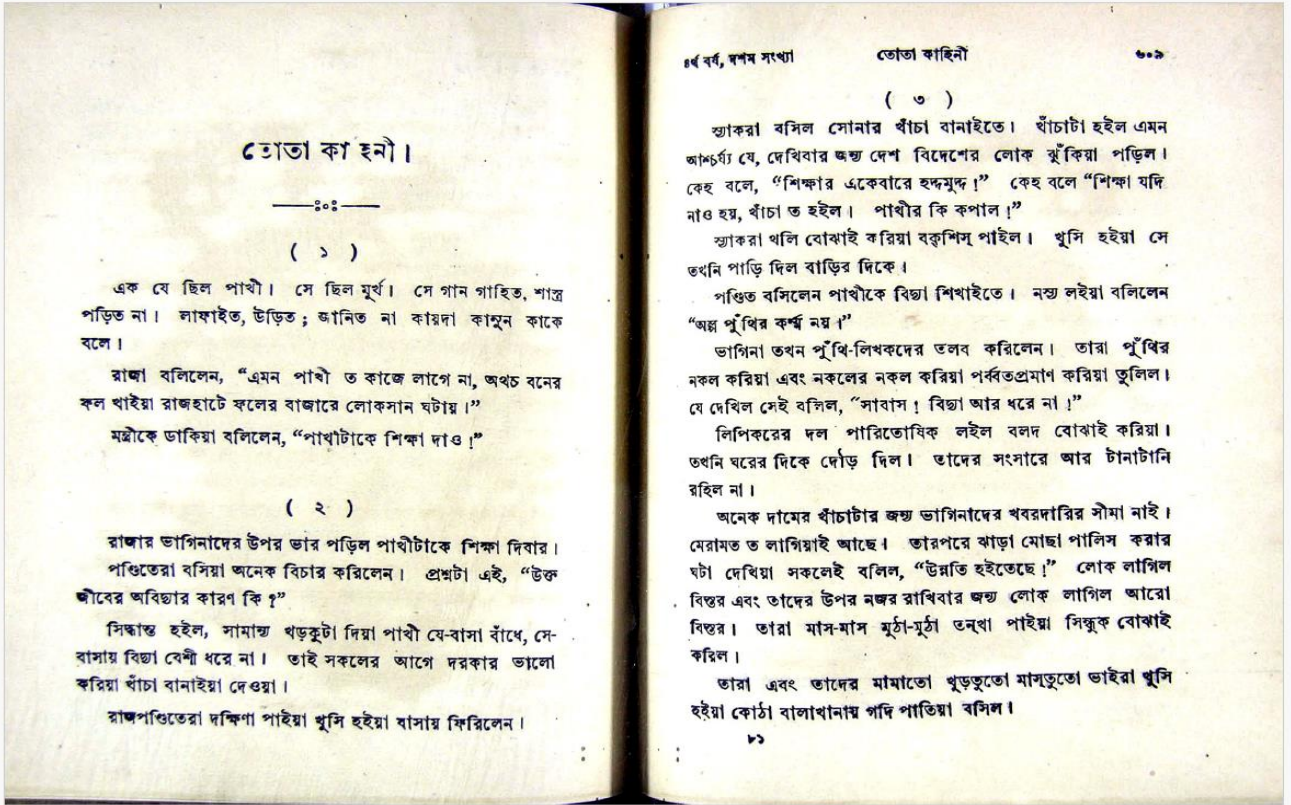 তোতা কাহিনী।
( ১ )
এক যে ছিল পাখী। সে ছিল মূর্খ। সে গান গাহিত, শাস্ত্র
পড়িত না। লাফাইত, উড়িত ; জানিত না কায়দা কানুন কাকে
বলে।
রাজা বলিলেন, “এমন পাখী ত কাজে লাগে না, অথচ বনের
ফল খাইয়া রাজহাটে ফলের বাজারে লোকসান ঘটায়।”
মন্ত্রীকে ডাকিয়া বলিলেন, “পাখীটাকে শিক্ষা দাও !”
( ২ )
রাজার ভাগিনাদের উপর ভার পড়িল পাখীটাকে শিক্ষা দিবার।
পণ্ডিতেরা বসিয়া অনেক বিচার করিলেন। প্রশ্নটা এই, “উক্ত
জীবের অবিদ্যার কারণ কি ?”
সিদ্ধান্ত হইল, সামান্য খড়কুটা দিয়া পাখী যে-বাসা বাঁধে, সে-
বাসায় বিদ্যা বেশী ধরে না। তাই সকলের আগে দরকার ভালো
করিয়া খাঁচা বানাইয়া দেওয়া।
রাজপণ্ডিতেরা দক্ষিণা পাইয়া খুসি হইয়া বাসায় ফিরিলেন।
৪র্থ বর্ষ, দশম সংখ্যা তোতা কাহিনী ৬০৯
( ৩ )
স্যাকরা বসিল সোনার খাঁচা বানাইতে। খাঁচাটা হইল এমন
আশ্চর্য্য যে, দেখিবার জন্য দেশ বিদেশের লোক ঝুঁকিয়া পড়িল।
কেহ বলে, “শিক্ষার একেবারে হদ্দমুদ্দ !” কেহ বলে “শিক্ষা যদি
নাও হয়, খাঁচা ত হইল। পাখীর কি কপাল !”
স্যাকরা থলি বোঝাই করিয়া বক্‌শিস্ পাইল। খুসি হইয়া সে
তখনি পাড়ি দিল বাড়ির দিকে।
পণ্ডিত বসিলেন পাখীকে বিদ্যা শিখাইতে। নস্য লইয়া বলিলেন
“অল্প পুঁথির কর্ম্ম নয়।”
ভাগিনা তখন পুঁথি-লিখকদের তলব করিলেন। তারা পুঁথির
নকল করিয়া এবং নকলের নকল করিয়া পর্ব্বতপ্রমাণ করিয়া তুলিল।
যে দেখিল সেই বলিল, “সাবাস ! বিদ্যা আর ধরে না !”
লিপিকরের দল পারিতোষিক লইল বলদ বোঝাই করিয়া।
তখনি ঘরের দিকে দৌড় দিল। তাদের সংসারে আর টানাটানি
রহিল না।
অনেক দামের খাঁচাটার জন্য ভাগিনাদের খবরদারির সীমা নাই।
মেরামত ত লাগিয়াই আছে। তারপরে ঝাড়া মোছা পালিস করার
ঘটা দেখিয়া সকলেই বলিল, “উন্নতি হইতেছে !” লোক লাগিল
বিস্তর এবং তাদের উপর নজর রাখিবার জন্য লোক লাগিল আরো
বিস্তর। তারা মাস-মাস মুঠা-মুঠা তন্‌খা পাইয়া সিন্ধুক বোঝাই
করিল।
তারা এবং তাদের মামাতো খুড়তুতো মাস্‌তুতো ভাইরা খুসি
হইয়া কোঠা বালাখানায় গদি পাতিয়া বসিল।
৮১